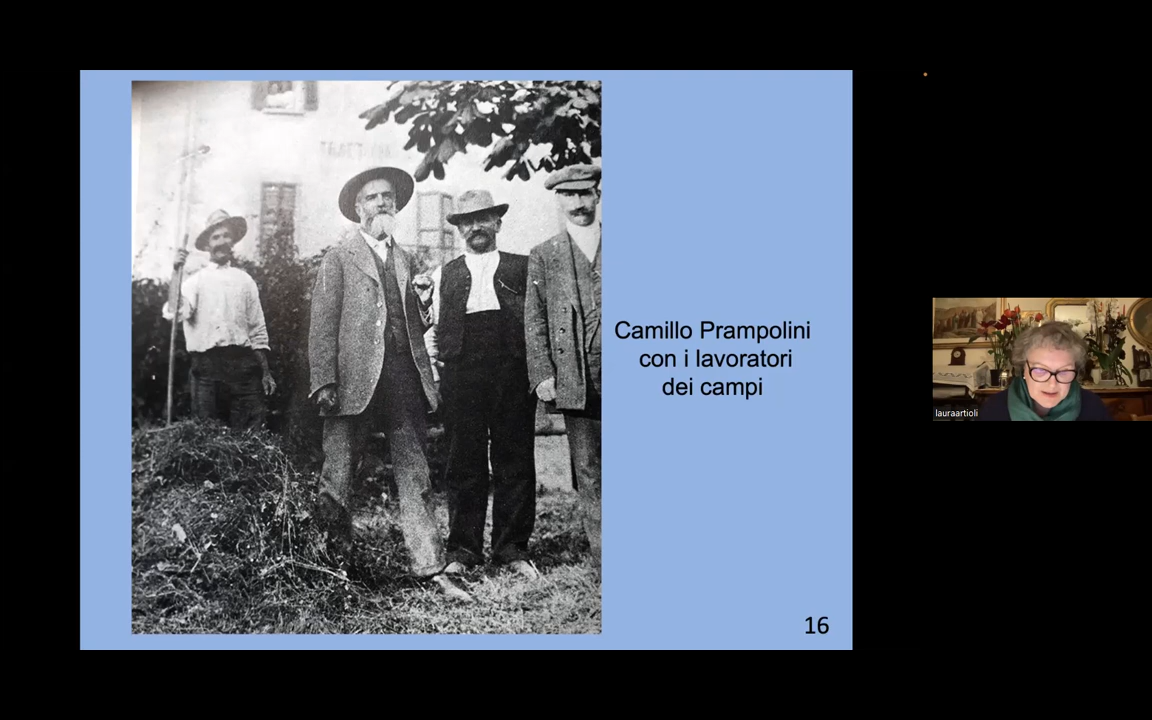 Camillo Prampolini
con i lavoratori
dei campi
16
lauraartioli